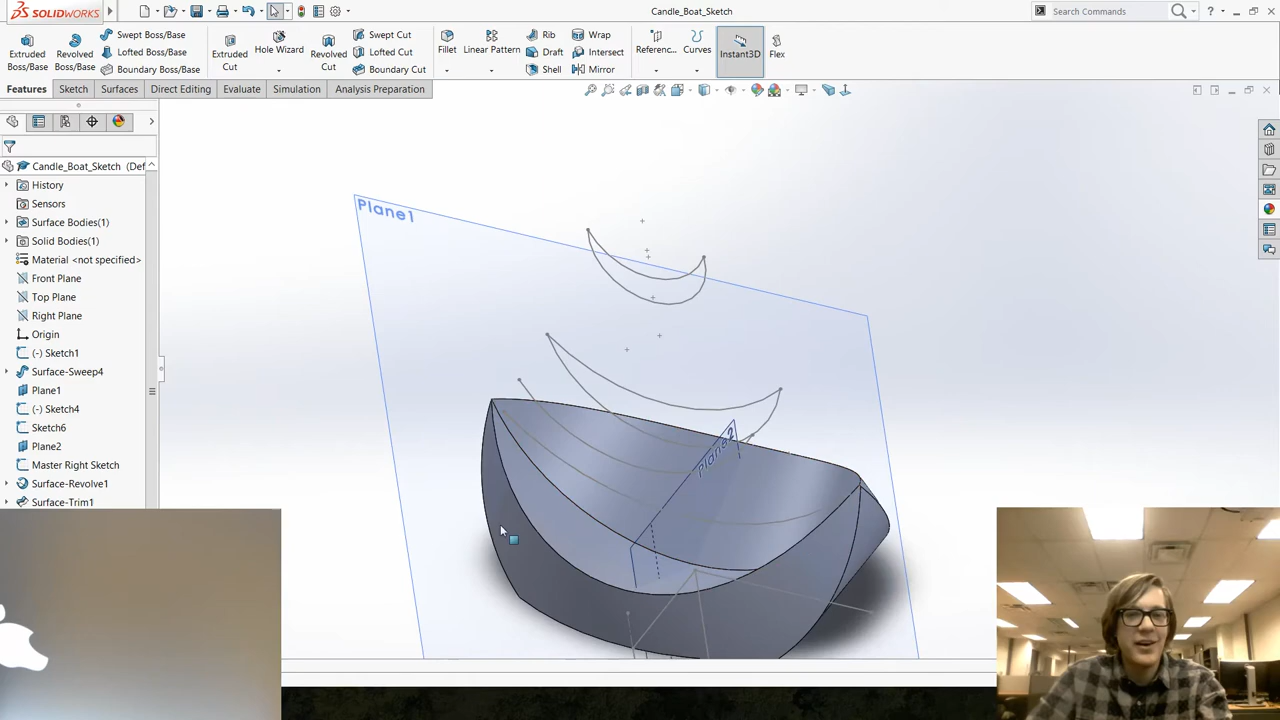 SOLIDWORKS
Candle_Boat_Sketch
Search Commands
?
Extruded
Boss/Base
Revolved
Boss/Base
Swept Boss/Base
Lofted Boss/Base
Boundary Boss/Base
Extruded
Cut
Hole Wizard
Revolved
Cut
Swept Cut
Lofted Cut
Boundary Cut
Fillet
Linear Pattern
Rib
Draft
Shell
Wrap
Intersect
Mirror
Referenc...
Curves
Instant3D
Flex
Features
Sketch
Surfaces
Direct Editing
Evaluate
Simulation
Analysis Preparation
Candle_Boat_Sketch (Def
History
Sensors
Surface Bodies(1)
Solid Bodies(1)
Material <not specified>
Front Plane
Top Plane
Right Plane
Origin
(-) Sketch1
Surface-Sweep4
Plane1
(-) Sketch4
Sketch6
Plane2
Master Right Sketch
Surface-Revolve1
Surface-Trim1
Plane1
Plane2